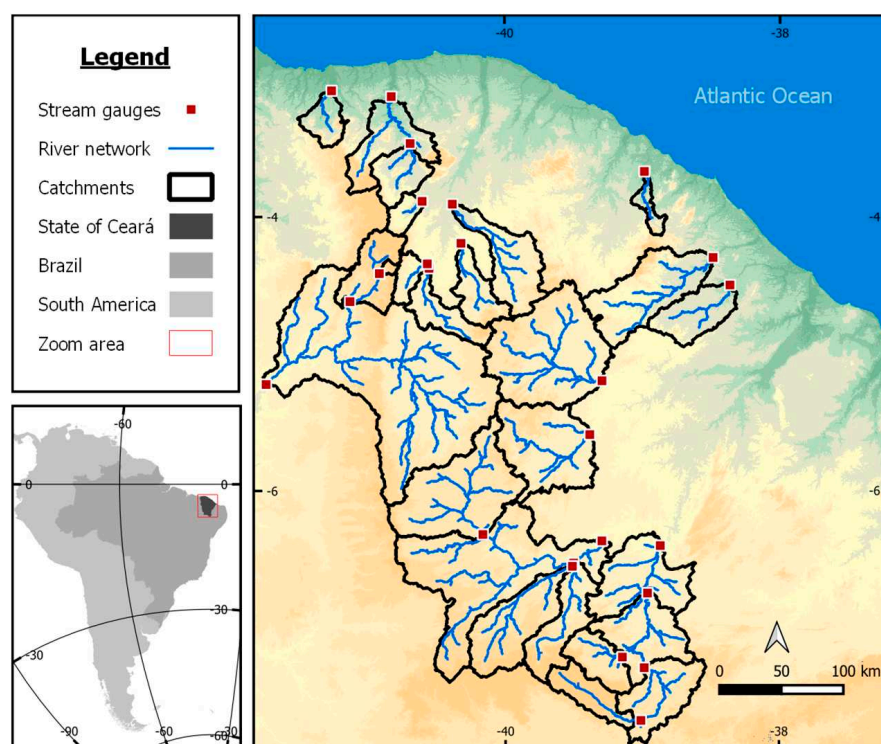 Legend
Stream gauges
River network
Catchments
State of Ceará
Brazil
South America
Zoom area
-60
0
0
-30
-30
-90
-60
-60
-30
-40
-38
Atlantic Ocean
-4
-4
-6
-6
0 50 100 km
-40
-38